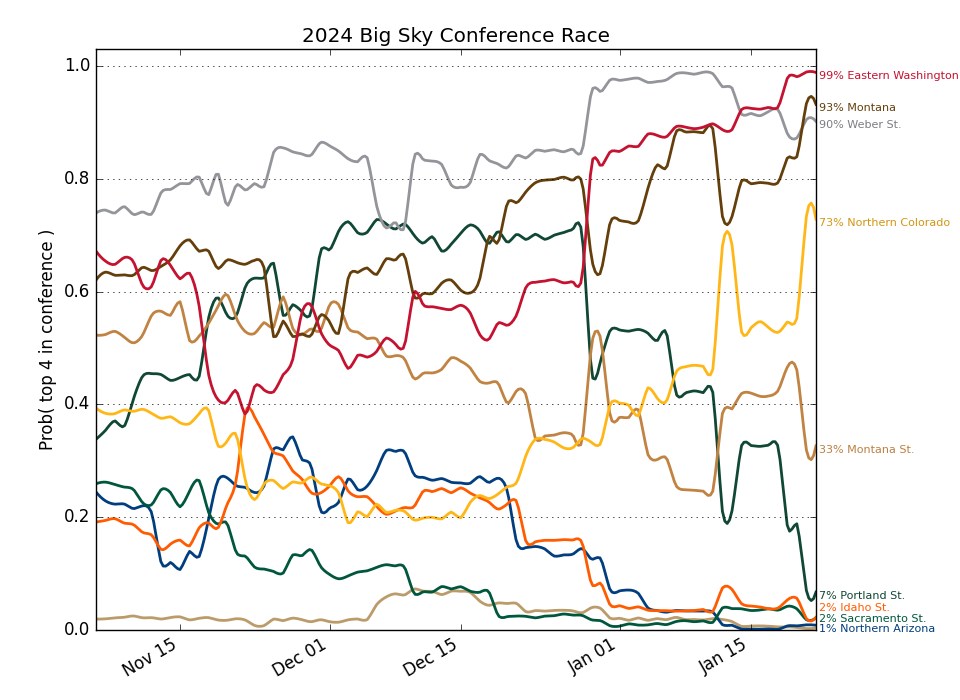 2024 Big Sky Conference Race
Prob( top 4 in conference )
1.0
0.8
0.6
0.4
0.2
0.0
Nov 15
Dec 01
Dec 15
Jan 01
Jan 15
99% Eastern Washington
93% Montana
90% Weber St.
73% Northern Colorado
33% Montana St.
7% Portland St.
2% Idaho St.
2% Sacramento St.
1% Northern Arizona